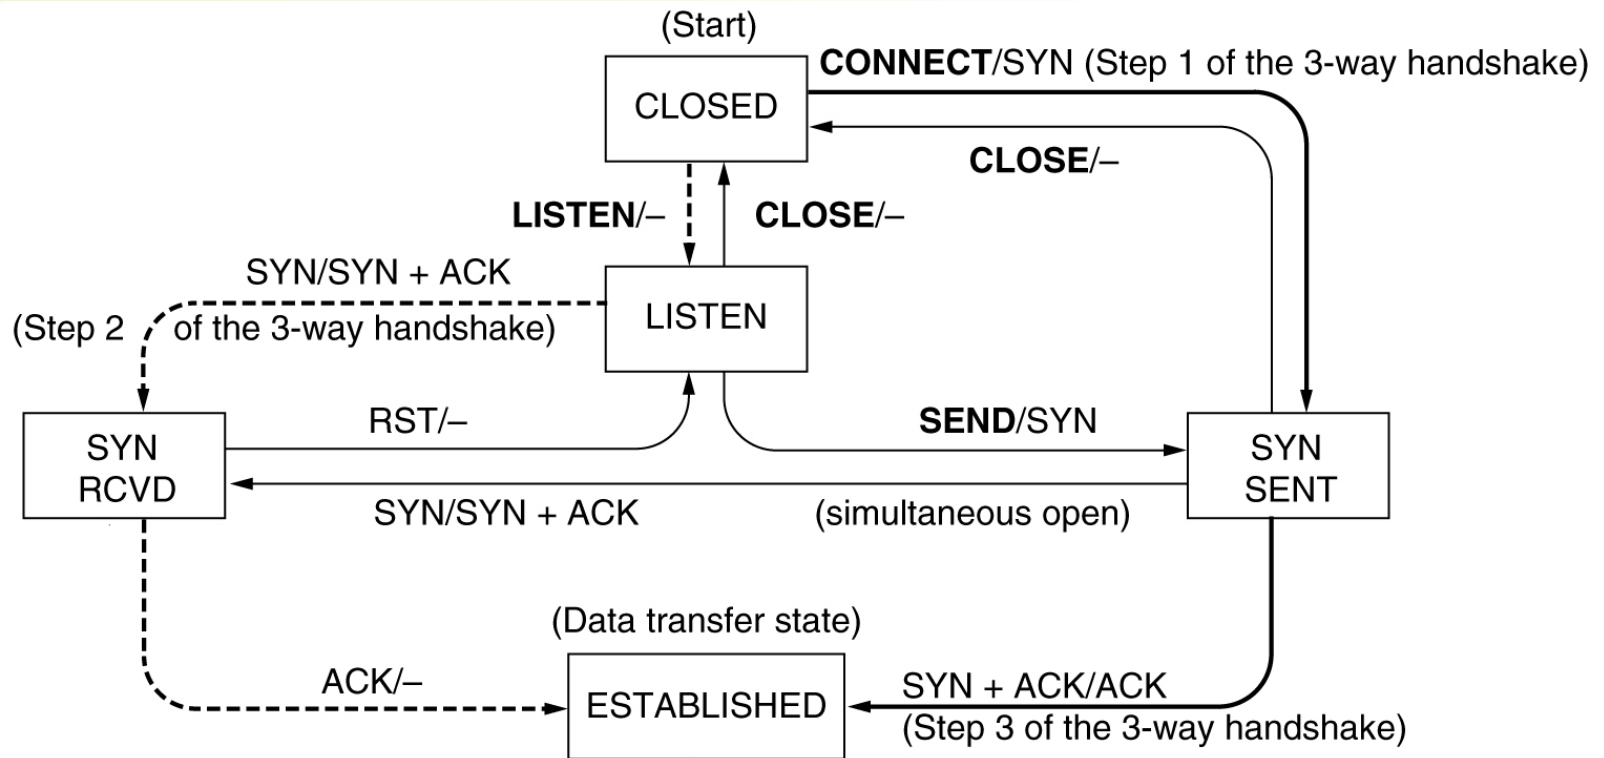 (Start)
CONNECT/SYN (Step 1 of the 3-way handshake)
CLOSED
CLOSE/–
LISTEN/–
CLOSE/–
SYN/SYN + ACK
LISTEN
(Step 2 of the 3-way handshake)
RST/–
SEND/SYN
SYN
RCVD
SYN
SENT
SYN/SYN + ACK
(simultaneous open)
(Data transfer state)
ACK/–
ESTABLISHED
SYN + ACK/ACK
(Step 3 of the 3-way handshake)